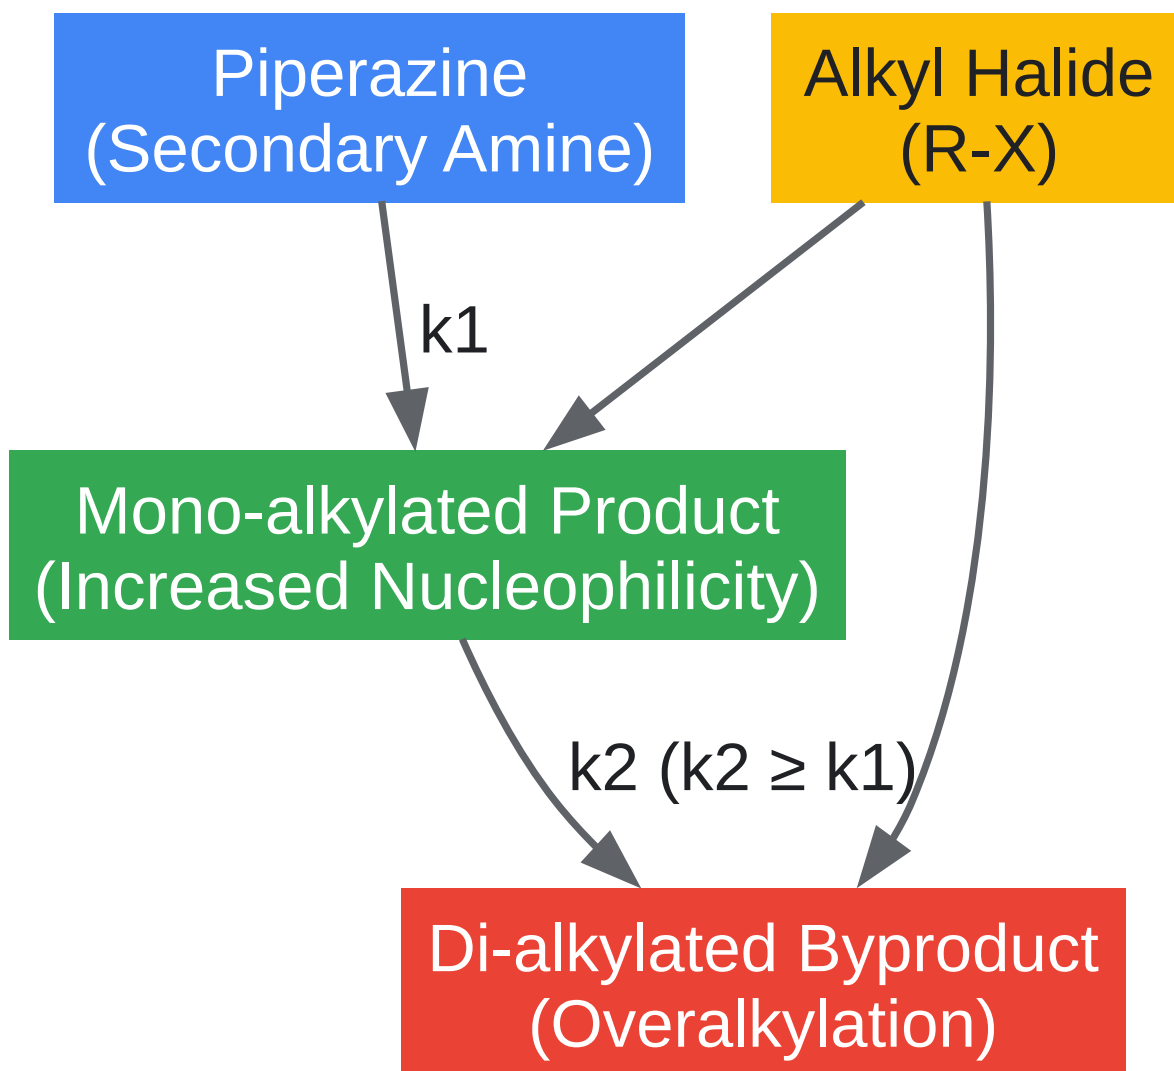 Piperazine
(Secondary Amine)
Alkyl Halide
(R-X)
k1
Mono-alkylated Product
(Increased Nucleophilicity)
k2 (k2 ≥ k1)
Di-alkylated Byproduct
(Overalkylation)